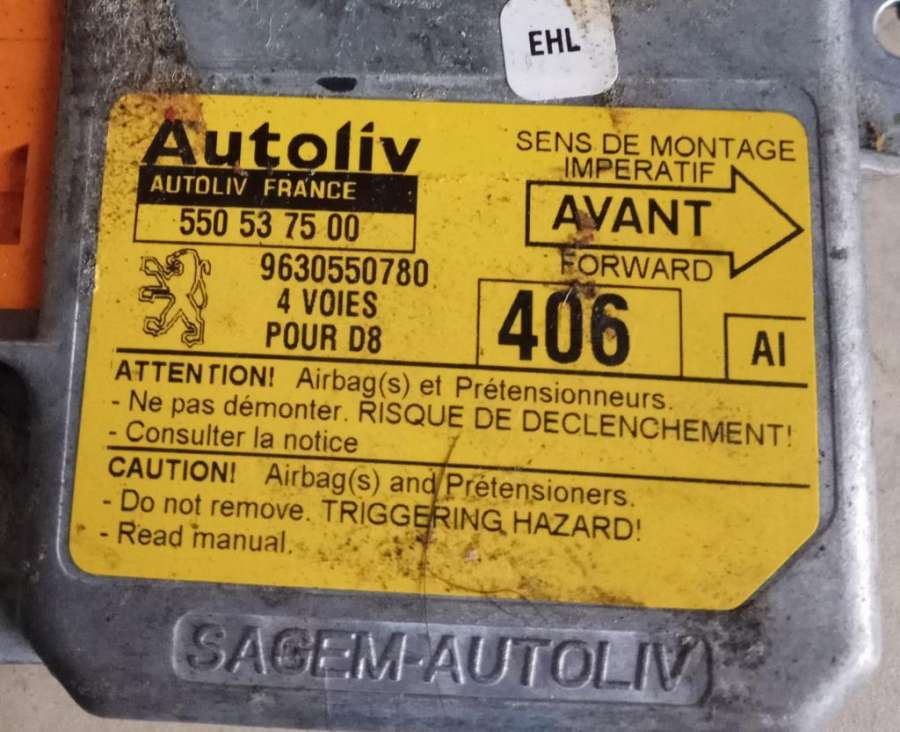 EHL
Autoliv
AUTOLIV FRANCE
550 53 75 00
SENS DE MONTAGE
IMPERATIF
AVANT
FORWARD
9630550780
4 VOIES
POUR D8
406
AI
ATTENTION! Airbag(s) et Prétensionneurs.
- Ne pas démonter. RISQUE DE DECLENCHEMENT!
- Consulter la notice
CAUTION! Airbag(s) and Prétensioners.
- Do not remove. TRIGGERING HAZARD!
- Read manual.
SAGEM-AUTOLIV